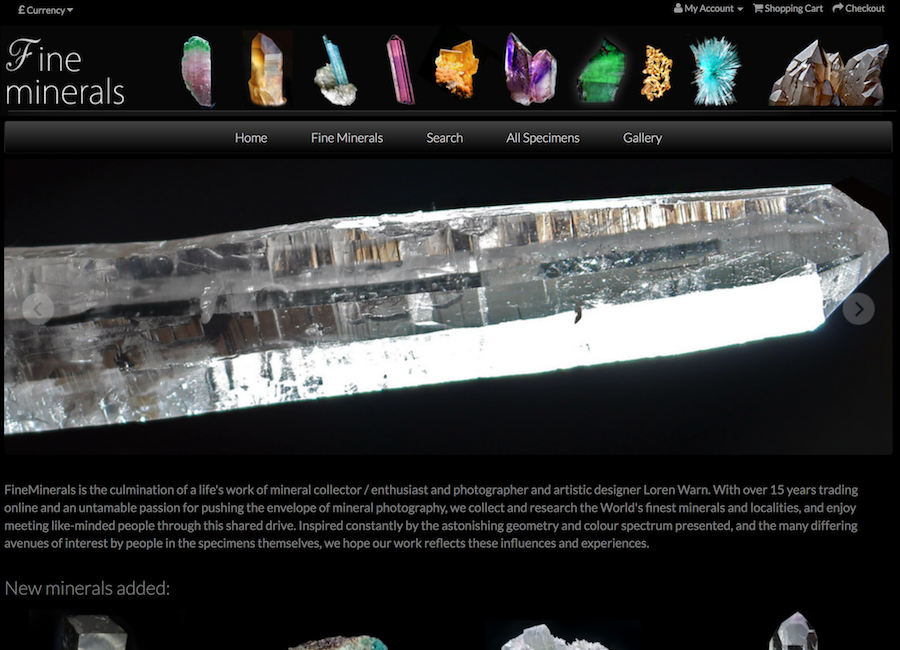 £ Currency
My Account
Shopping Cart
Checkout
Fine
minerals
Home
Fine Minerals
Search
All Specimens
Gallery
FineMinerals is the culmination of a life's work of mineral collector / enthusiast and photographer and artistic designer Loren Warn. With over 15 years trading
online and an untamable passion for pushing the envelope of mineral photography, we collect and research the World's finest minerals and localities, and enjoy
meeting like-minded people through this shared drive. Inspired constantly by the astonishing geometry and colour spectrum presented, and the many differing
avenues of interest by people in the specimens themselves, we hope our work reflects these influences and experiences.
New minerals added: